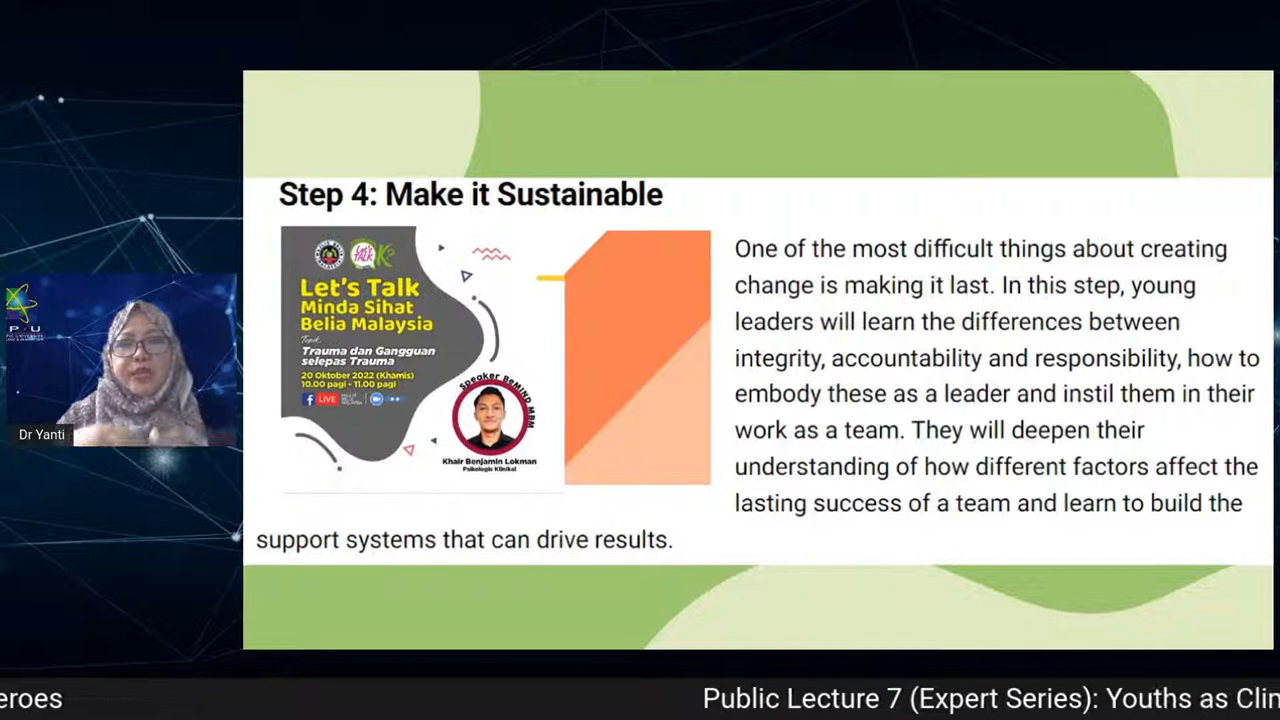 Step 4: Make it Sustainable
Let's TALK
Let's Talk
Minda Sihat
Belia Malaysia
Topik:
Trauma dan Gangguan
selepas Trauma
20 Oktober 2022 (Khamis)
10.00 pagi - 11.00 pagi
LIVE
Speaker BeMIND MBM
Khair Benjamin Lokman
Psikologis Klinikal
One of the most difficult things about creating
change is making it last. In this step, young
leaders will learn the differences between
integrity, accountability and responsibility, how to
embody these as a leader and instil them in their
work as a team. They will deepen their
understanding of how different factors affect the
lasting success of a team and learn to build the
support systems that can drive results.
P U
Dr Yanti
eroes
Public Lecture 7 (Expert Series): Youths as Clim